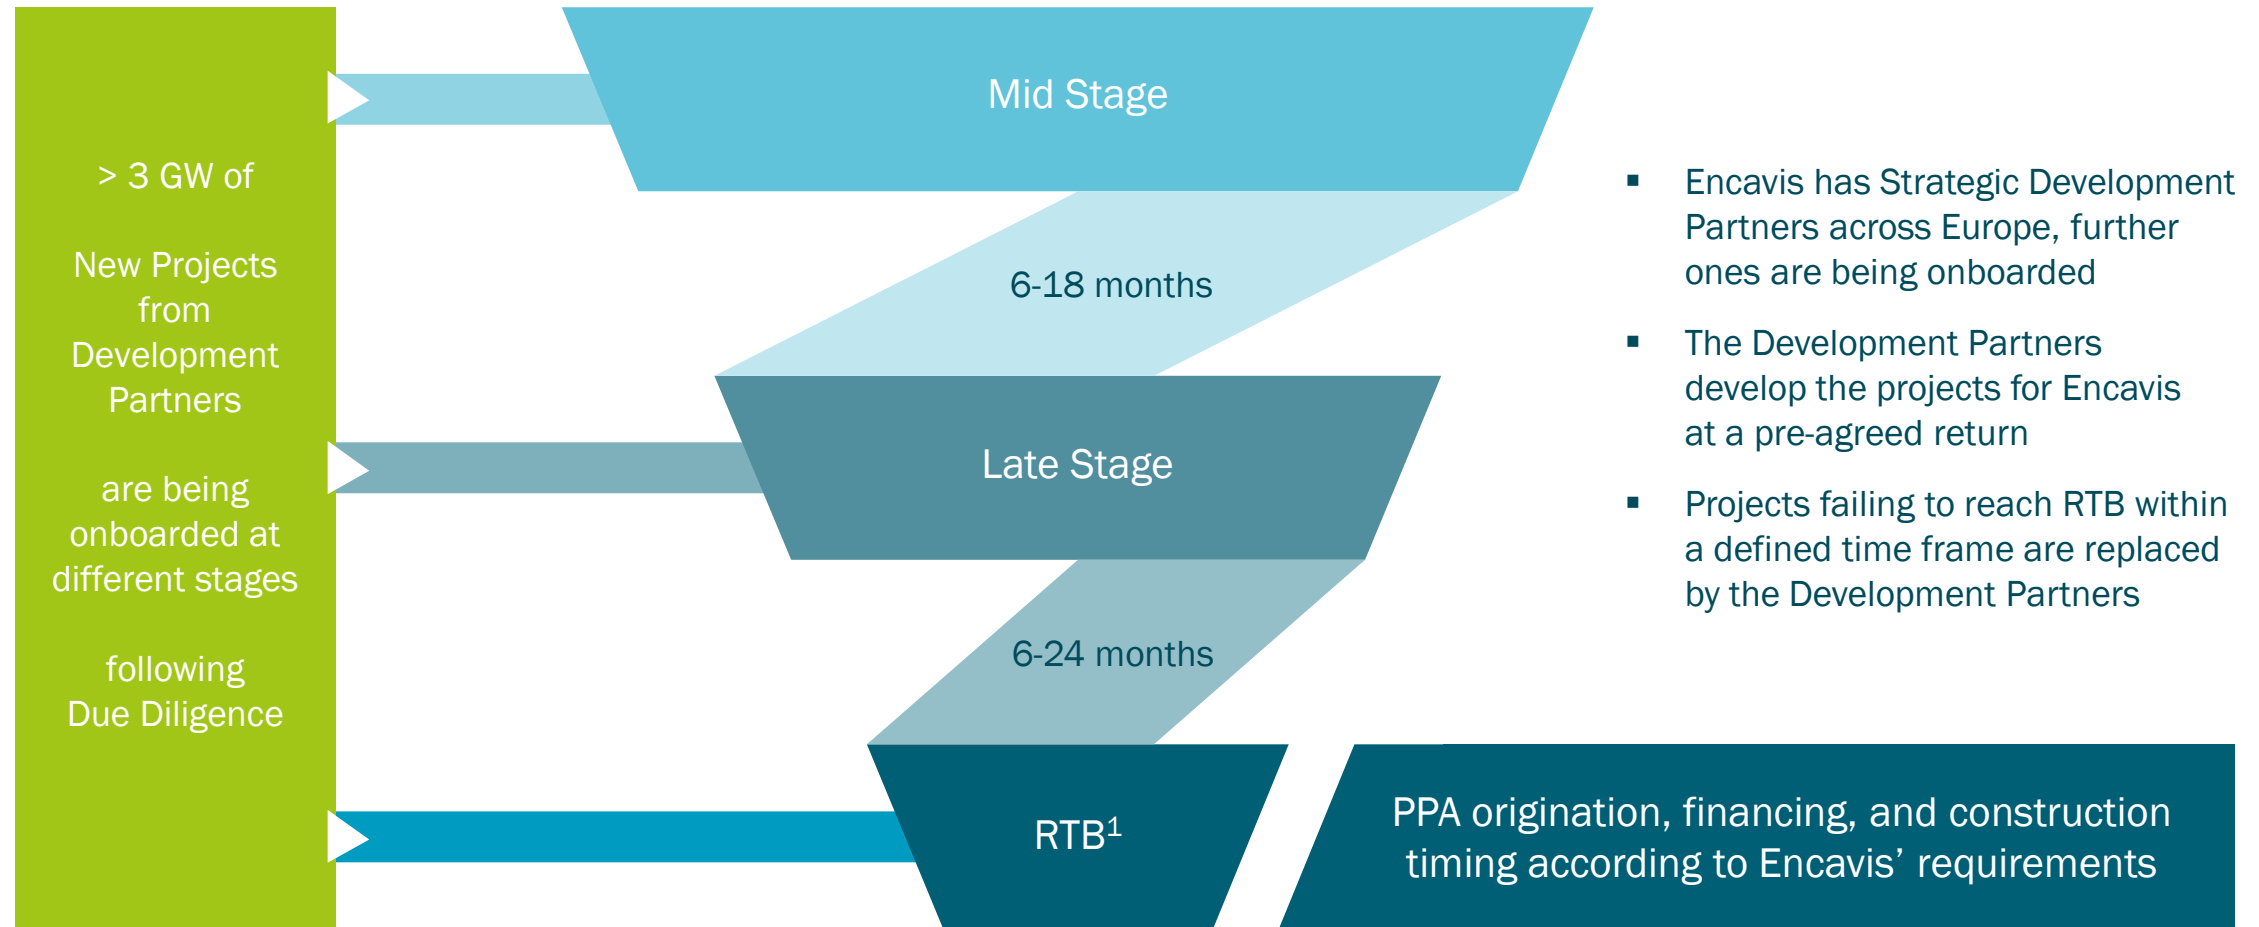 > 3 GW of
New Projects
from
Development
Partners
are being
onboarded at
different stages
following
Due Diligence
Mid Stage
6-18 months
Late Stage
6-24 months
RTB¹
▪ Encavis has Strategic Development
Partners across Europe, further
ones are being onboarded
▪ The Development Partners
develop the projects for Encavis
at a pre-agreed return
▪ Projects failing to reach RTB within
a defined time frame are replaced
by the Development Partners
PPA origination, financing, and construction
timing according to Encavis’ requirements